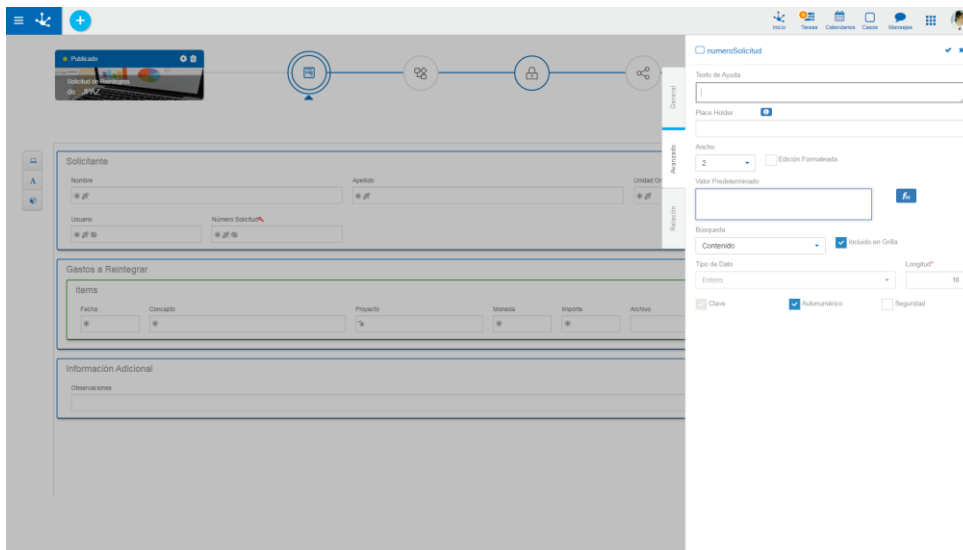 Inicio Tareas Calendarios Casos Mensajes
Publicado
Solicitud de Reintegros
de : JPAZ
numeroSolicitud
General
Avanzado
Relación
Texto de Ayuda
Place Holder
Ancho
2
Edición Formateada
Valor Predeterminado
Búsqueda
Contenido
Incluido en Grilla
Tipo de Dato
Longitud*
Entero
10
Clave
Autonumérico
Seguridad
A
Solicitante
Nombre
Apellido
Unidad Or
Usuario
Número Solicitud
Gastos a Reintegrar
Items
Fecha
Concepto
Proyecto
Moneda
Importe
Archivo
Información Adicional
Observaciones